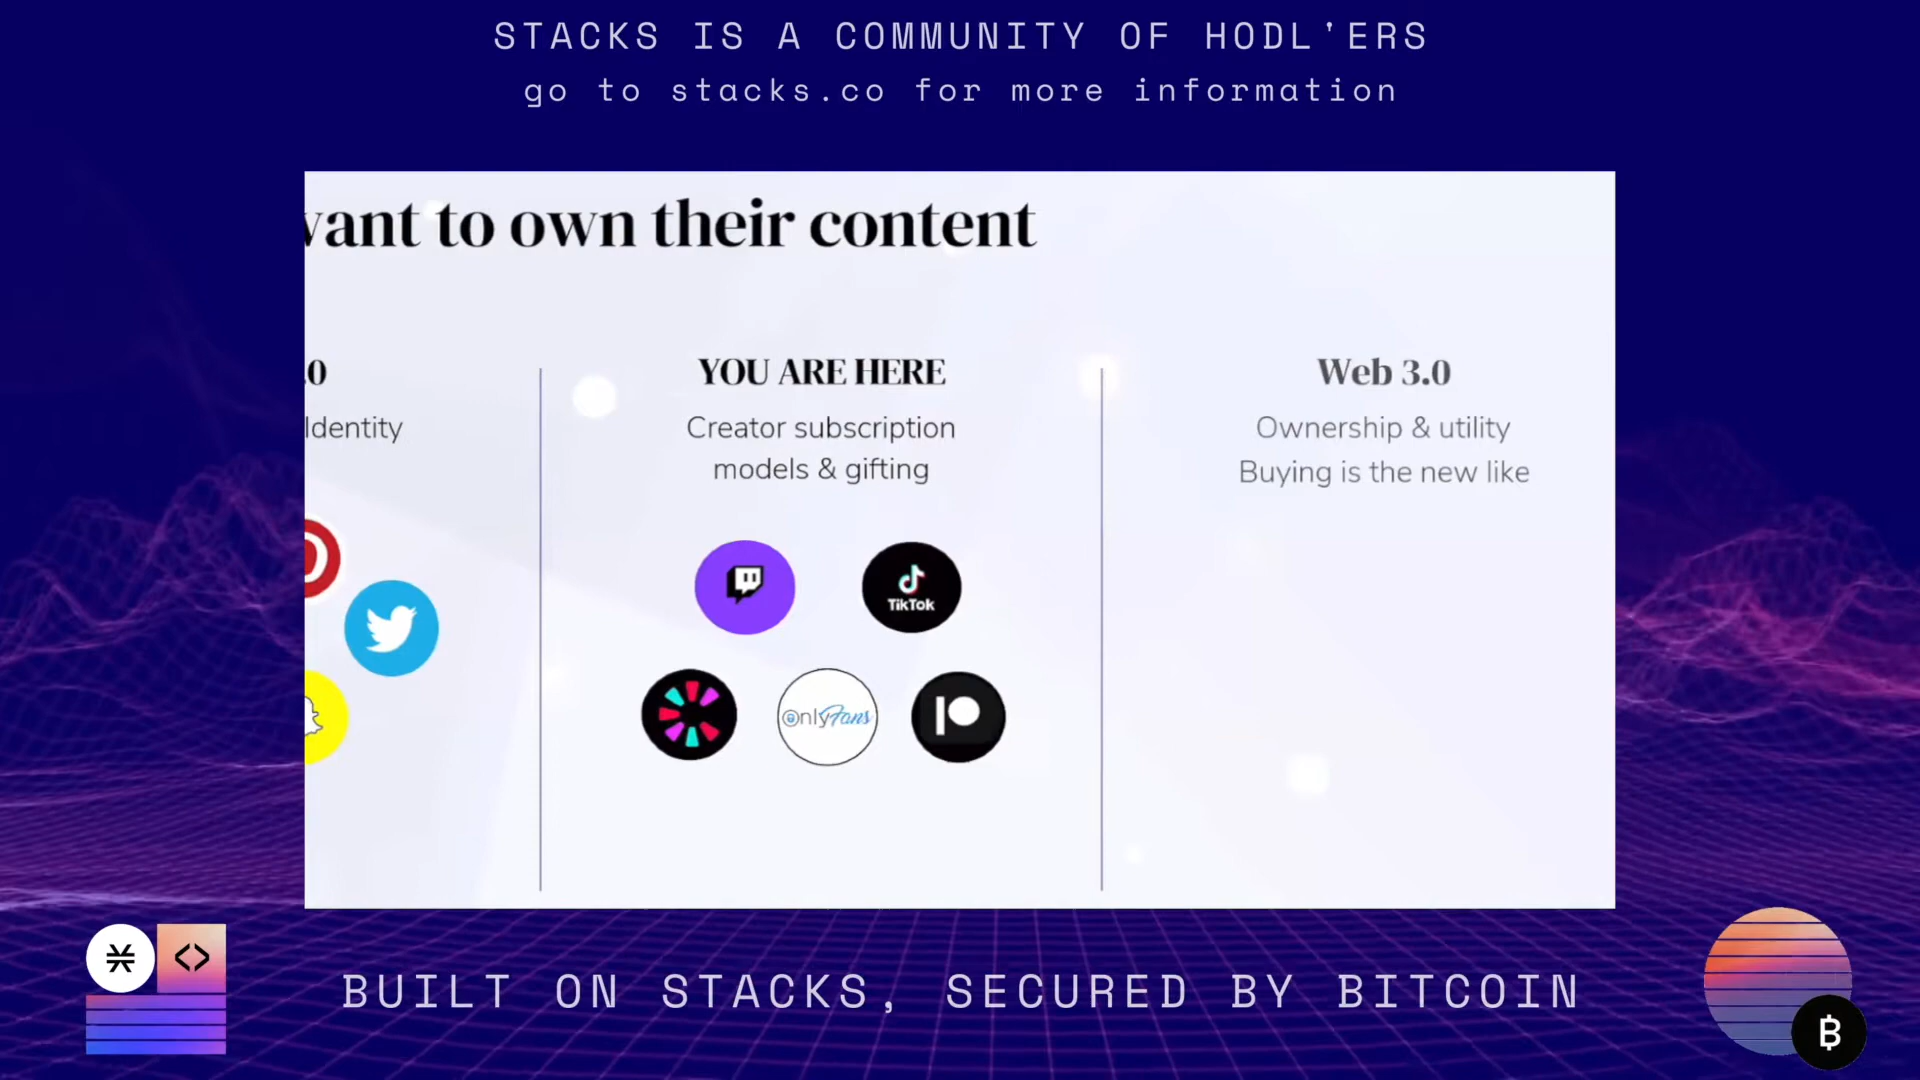 STACKS IS A COMMUNITY OF HODL'ERS
go to stacks.co for more information
want to own their content
.0
Identity
YOU ARE HERE
Creator subscription
models & gifting
Web 3.0
Ownership & utility
Buying is the new like
TikTok
OnlyFans
BUILT ON STACKS, SECURED BY BITCOIN